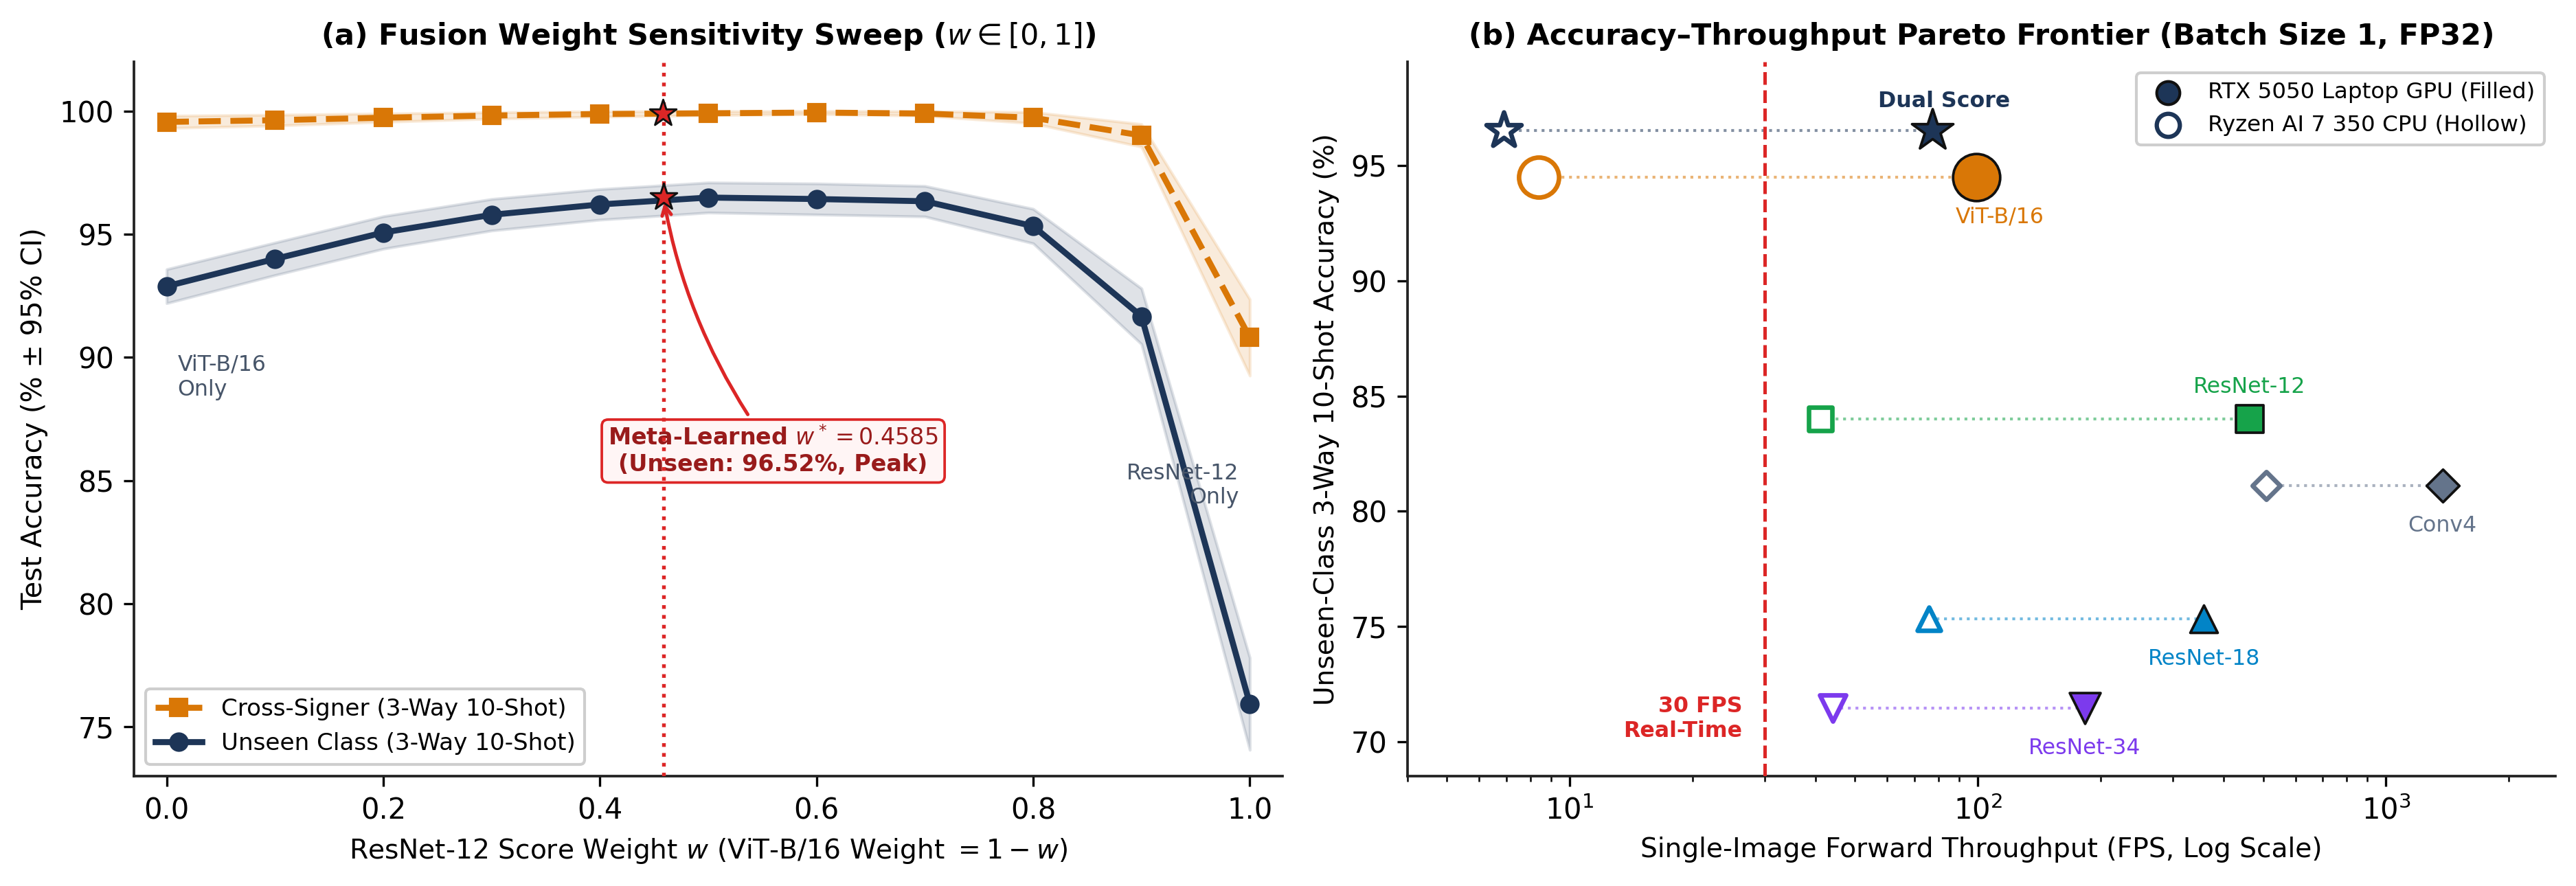 (a) Fusion Weight Sensitivity Sweep (w ∈ [0, 1])
Test Accuracy (% ± 95% CI)
100
95
90
85
80
75
ViT-B/16
Only
Meta-Learned w* = 0.4585
(Unseen: 96.52%, Peak)
ResNet-12
Only
Cross-Signer (3-Way 10-Shot)
Unseen Class (3-Way 10-Shot)
0.0 0.2 0.4 0.6 0.8 1.0
ResNet-12 Score Weight w (ViT-B/16 Weight = 1 − w)
(b) Accuracy–Throughput Pareto Frontier (Batch Size 1, FP32)
Unseen-Class 3-Way 10-Shot Accuracy (%)
95
90
85
80
75
70
RTX 5050 Laptop GPU (Filled)
Ryzen AI 7 350 CPU (Hollow)
Dual Score
ViT-B/16
ResNet-12
Conv4
ResNet-18
30 FPS
Real-Time
ResNet-34
10¹ 10² 10³
Single-Image Forward Throughput (FPS, Log Scale)